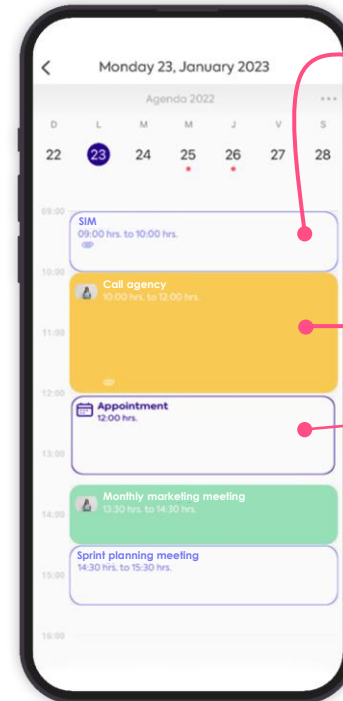 Monday 23, January 2023
Agenda 2022
D L M M J V S
22 23 24 25 26 27 28
09:00
SIM
09:00 hrs. to 10:00 hrs.
10:00
Call agency
10:00 hrs. to 12:00 hrs.
11:00
12:00
Appointment
12:00 hrs.
13:00
Monthly marketing meeting
13:30 hrs. to 14:30 hrs.
14:00
Sprint planning meeting
14:30 hrs. to 15:30 hrs.
15:00
16:00